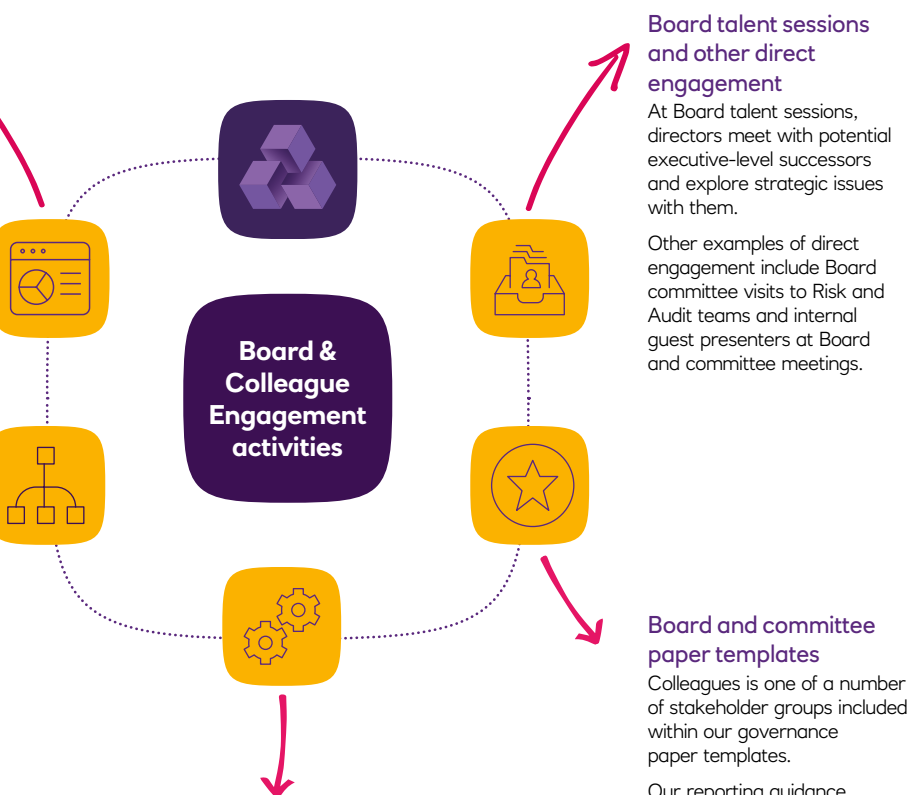 Board talent sessions
and other direct
engagement
At Board talent sessions,
directors meet with potential
executive-level successors
and explore strategic issues
with them.
Other examples of direct
engagement include Board
committee visits to Risk and
Audit teams and internal
guest presenters at Board
and committee meetings.
Board &
Colleague
Engagement
activities
Board and committee
paper templates
Colleagues is one of a number
of stakeholder groups included
within our governance
paper templates.
Our reporting guidance